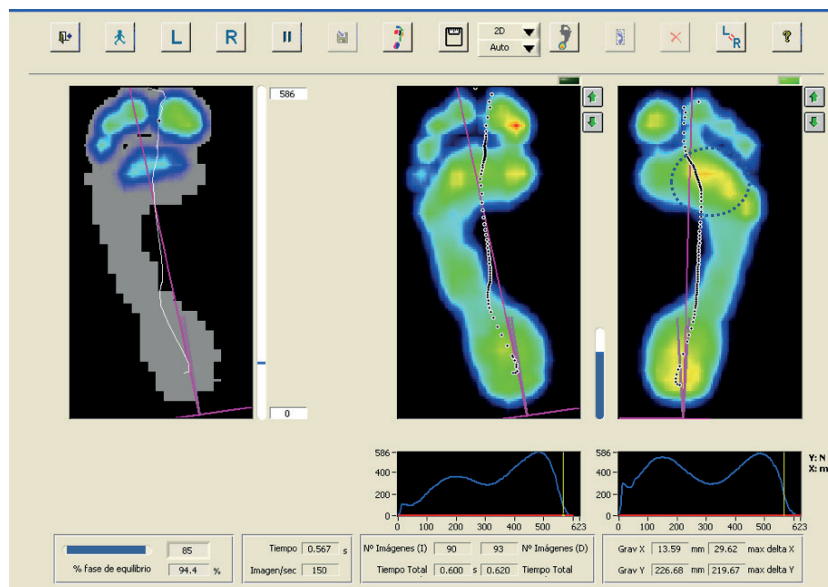 L R 2D
Auto
L R ?
586
0
586
400
200
0
0 100 200 300 400 500 623
586
400
200
0
0 100 200 300 400 500 623
Y: N
X: m
85
% fase de equilibrio 94.4 %
Tiempo 0.567 s
Imagen/sec 150
Nº Imágenes (I) 90 93 Nº Imágenes (D)
Tiempo Total 0.600 s 0.620 Tiempo Total
Grav X 13.59 mm 29.62 max delta X
Grav Y 226.68 mm 219.67 max delta Y